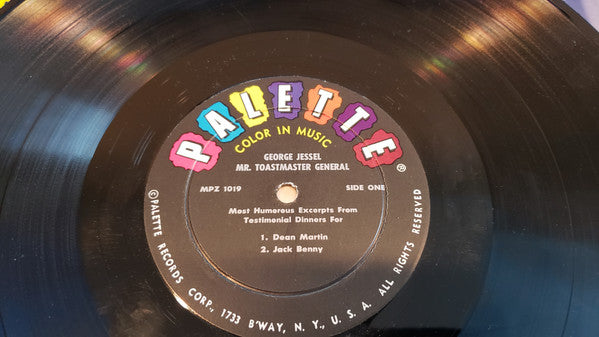 PALETTE
COLOR IN MUSIC
GEORGE JESSEL
MR. TOASTMASTER GENERAL
MPZ 1019 SIDE ONE
Most Humorous Excerpts From
Testimonial Dinners For
1. Dean Martin
2. Jack Benny
©PALETTE RECORDS CORP., 1733 B'WAY, N. Y., U. S. A. ALL RIGHTS RESERVED